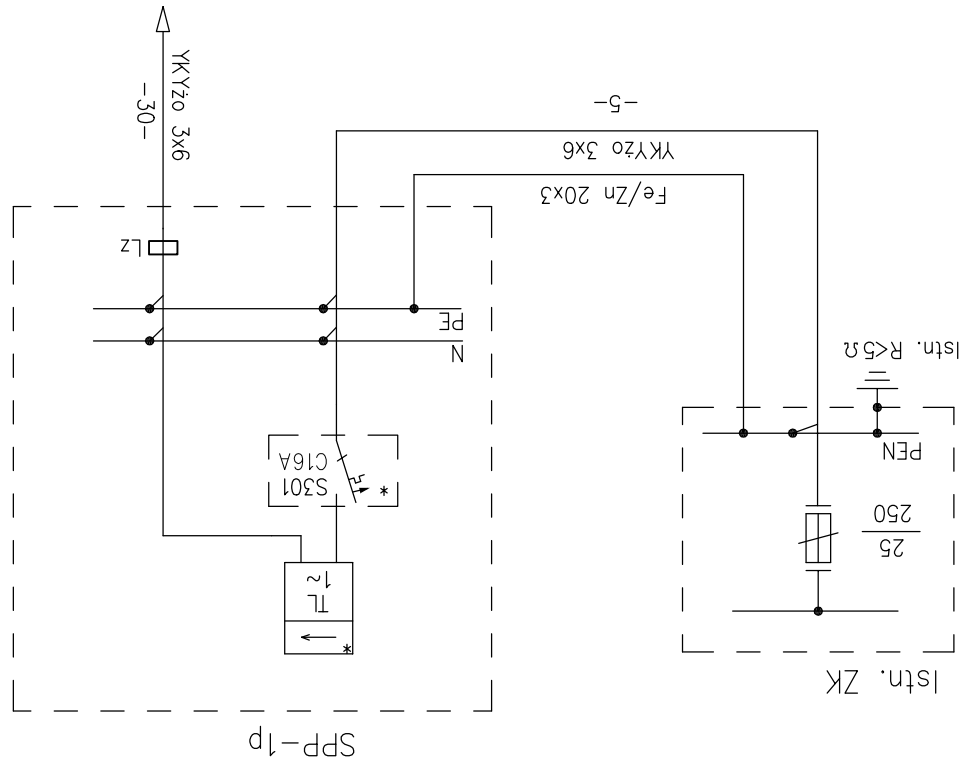 SPP-1p
Istn. ZK
*
TL
1~
25
250
*
S301
C16A
PEN
Istn. R<5Ω
N
PE
Lz
Fe/Zn 20x3
YKYżo 3x6
-5-
YKYżo 3x6
-30-